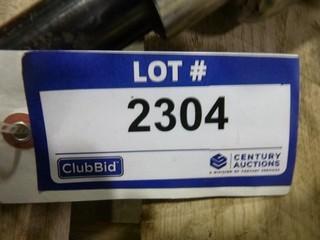 LOT #
2304
ClubBid
CENTURY
AUCTIONS
A DIVISION OF CENTURY SERVICES